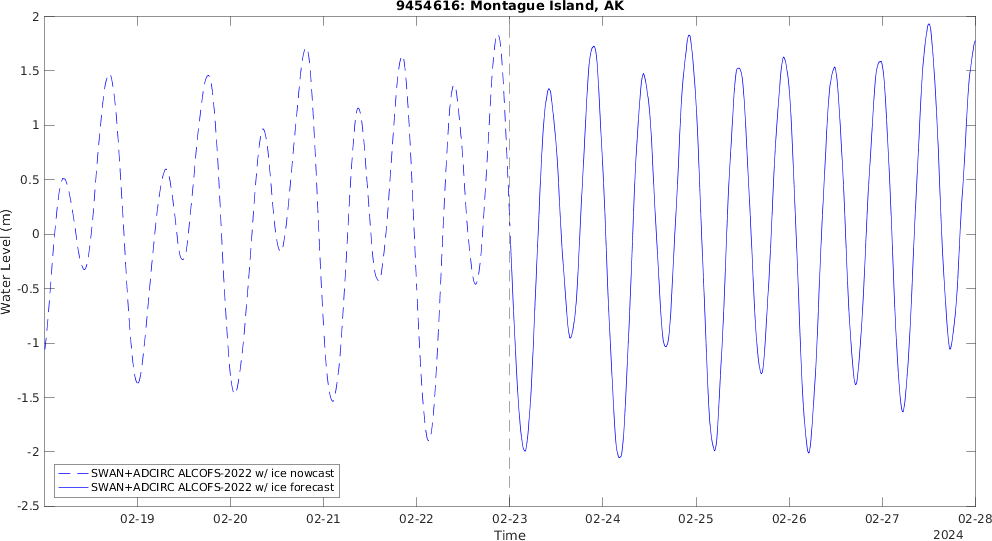 9454616: Montague Island, AK
2
1.5
1
0.5
0
-0.5
-1
-1.5
-2
-2.5
Water Level (m)
SWAN+ADCIRC ALCOFS-2022 w/ ice nowcast
SWAN+ADCIRC ALCOFS-2022 w/ ice forecast
02-19 02-20 02-21 02-22 02-23 02-24 02-25 02-26 02-27 02-28
Time
2024